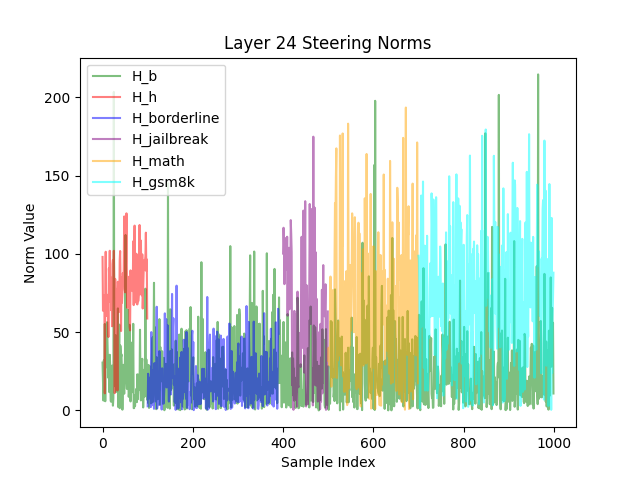 Layer 24 Steering Norms
H_b
H_h
H_borderline
H_jailbreak
H_math
H_gsm8k
Norm Value
200
150
100
50
0
0
200
400
600
800
1000
Sample Index